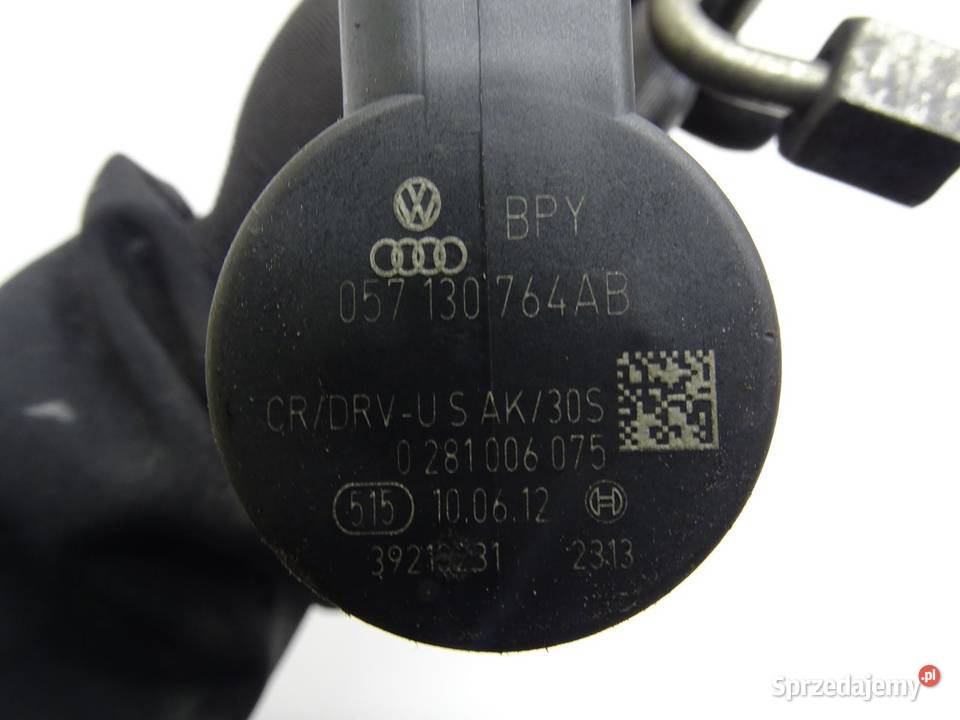 BPY
057 130 764AB
CR/DRV-U S AK/30S
0 281 006 075
515 10.06.12
2313
Sprzedajemy.pl